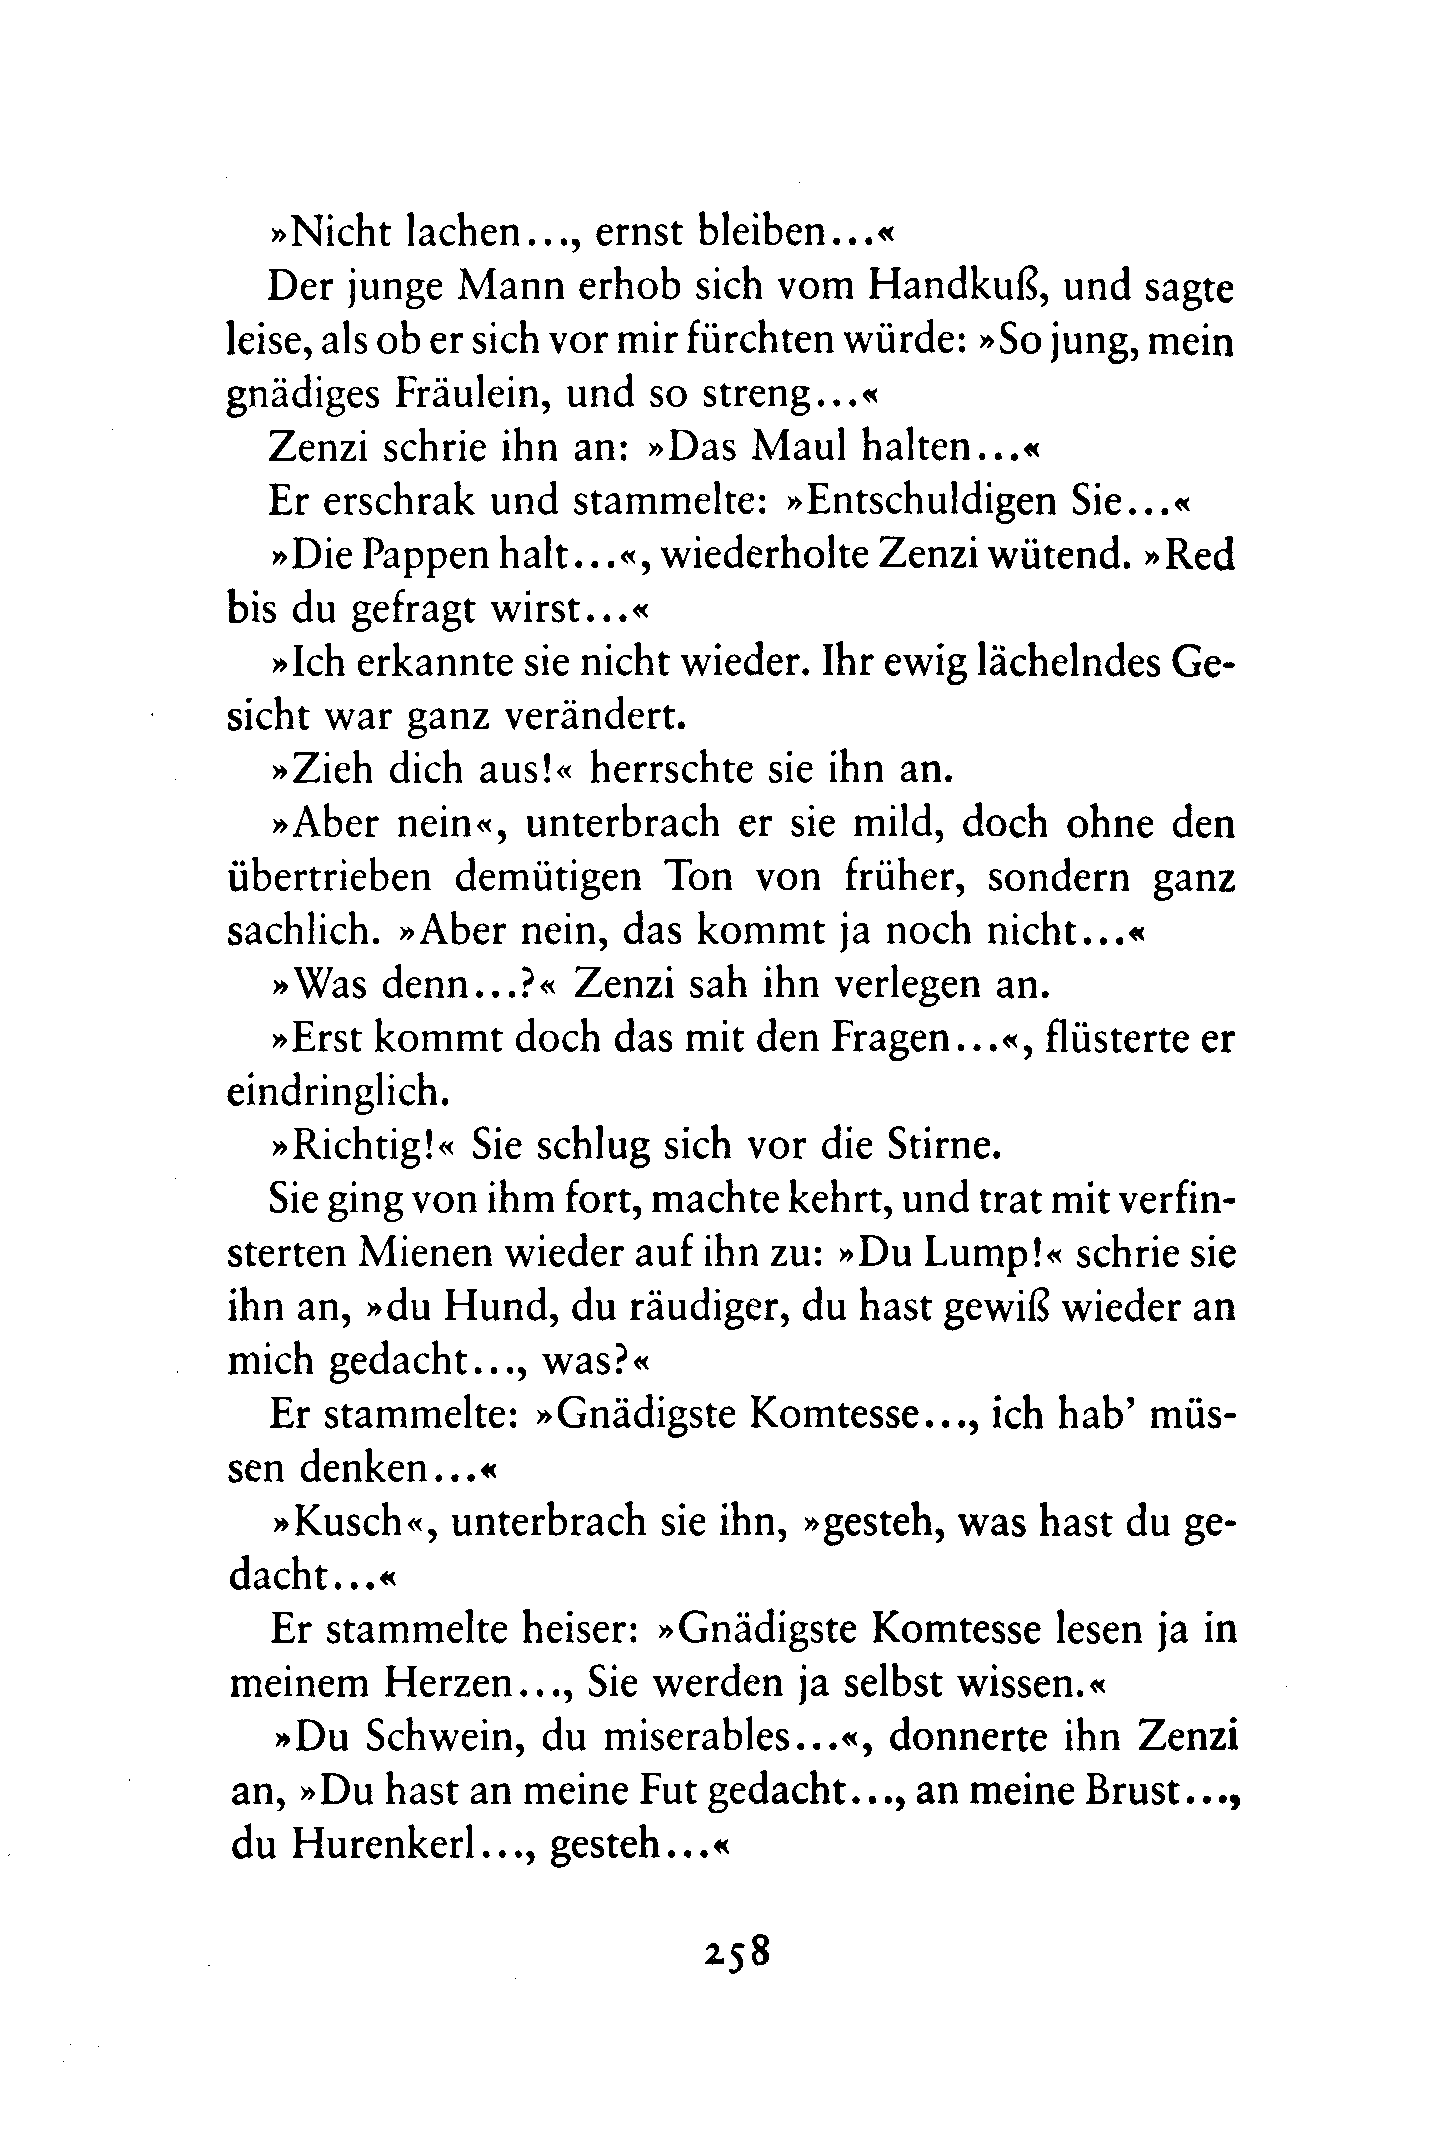 »Nicht lachen..., ernst bleiben...«
Der junge Mann erhob sich vom Handkuß, und sagte
leise, als ob er sich vor mir fürchten würde: »So jung, mein
gnädiges Fräulein, und so streng...«
Zenzi schrie ihn an: »Das Maul halten...«
Er erschrak und stammelte: »Entschuldigen Sie...«
»Die Pappen halt...«, wiederholte Zenzi wütend. »Red
bis du gefragt wirst...«
»Ich erkannte sie nicht wieder. Ihr ewig lächelndes Ge-
sicht war ganz verändert.
»Zieh dich aus!« herrschte sie ihn an.
»Aber nein«, unterbrach er sie mild, doch ohne den
übertrieben demütigen Ton von früher, sondern ganz
sachlich. »Aber nein, das kommt ja noch nicht...«
»Was denn...?« Zenzi sah ihn verlegen an.
»Erst kommt doch das mit den Fragen...«, flüsterte er
eindringlich.
»Richtig!« Sie schlug sich vor die Stirne.
Sie ging von ihm fort, machte kehrt, und trat mit verfin-
sterten Mienen wieder auf ihn zu: »Du Lump!« schrie sie
ihn an, »du Hund, du räudiger, du hast gewiß wieder an
mich gedacht..., was?«
Er stammelte: »Gnädigste Komtesse..., ich hab’ müs-
sen denken...«
»Kusch«, unterbrach sie ihn, »gesteh, was hast du ge-
dacht...«
Er stammelte heiser: »Gnädigste Komtesse lesen ja in
meinem Herzen..., Sie werden ja selbst wissen.«
»Du Schwein, du miserables...«, donnerte ihn Zenzi
an, »Du hast an meine Fut gedacht..., an meine Brust...,
du Hurenkerl..., gesteh...«
258